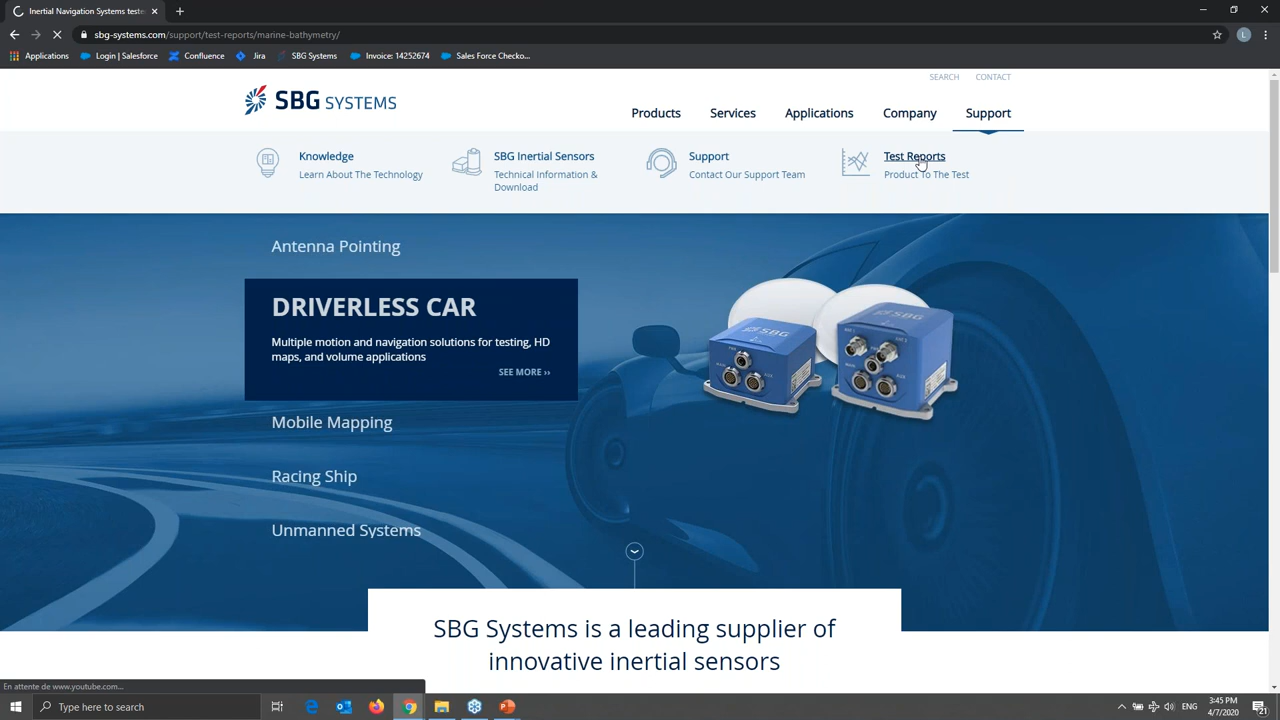 Inertial Navigation Systems
sbg-systems.com/support/test-reports/marine-bathymetry/
L
Applications
Login | Salesforce
Confluence
Jira
SBG Systems
Invoice: 14252674
Sales Force Checko...
SEARCH
CONTACT
SBG SYSTEMS
Products
Services
Applications
Company
Support
Knowledge
Learn About The Technology
SBG Inertial Sensors
Technical Information &
Download
Support
Contact Our Support Team
Test Reports
Product To The Test
Antenna Pointing
DRIVERLESS CAR
Multiple motion and navigation solutions for testing, HD
maps, and volume applications
SEE MORE ››
Mobile Mapping
Racing Ship
Unmanned Systems
SBG
SBG Systems is a leading supplier of
innovative inertial sensors
En attente de www.youtube.com...
Type here to search
ENG
3:45 PM
4/7/2020
21